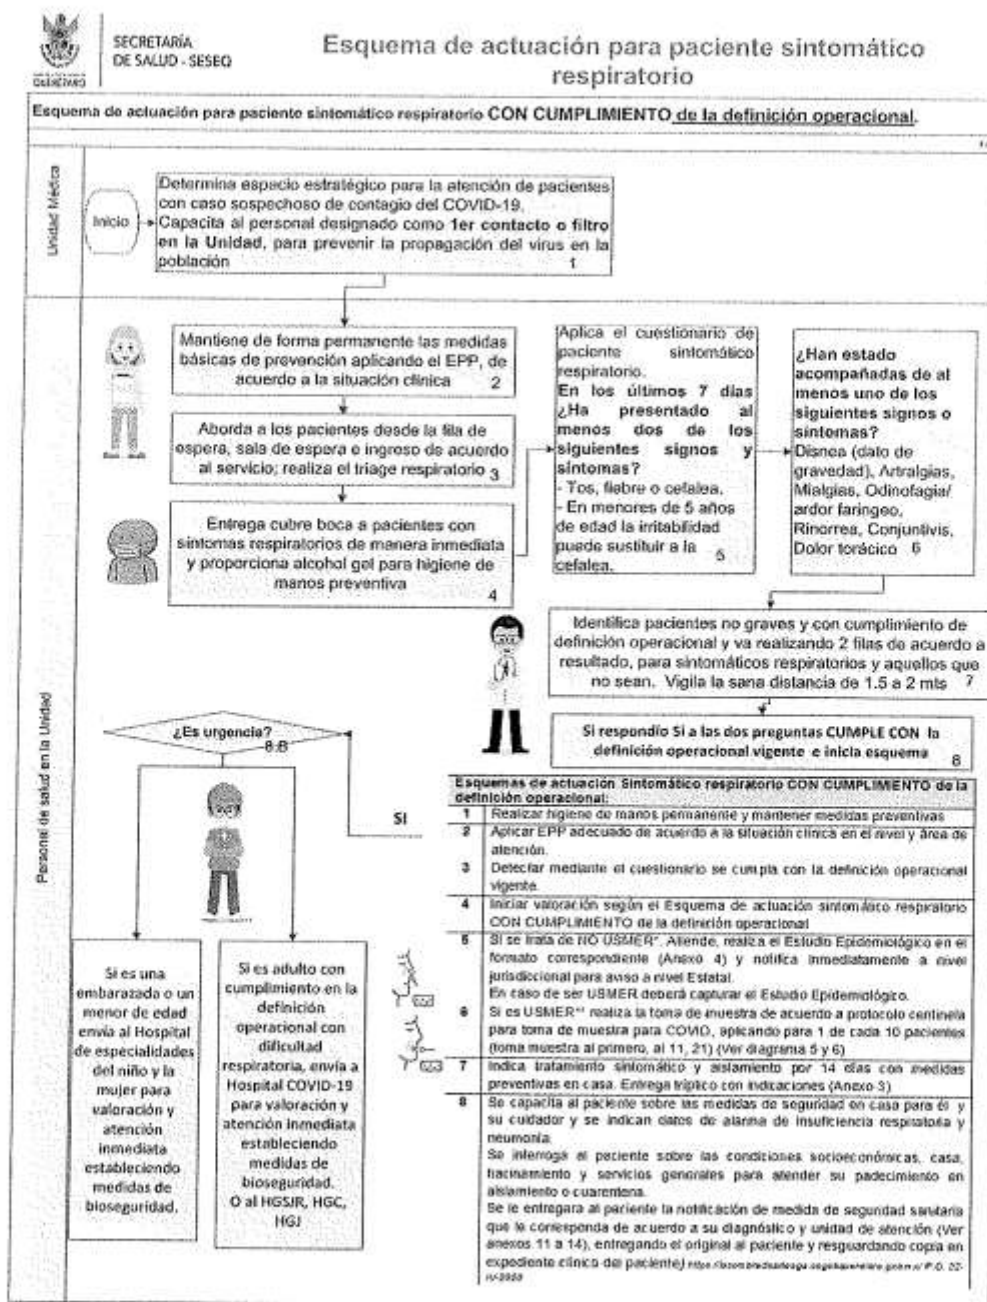 SECRETARÍA
DE SALUD - SESEQ
QUERÉTARO
Esquema de actuación para paciente sintomático
respiratorio
Esquema de actuación para paciente sintomático respiratorio CON CUMPLIMIENTO de la definición operacional.
Unidad Médica
Inicio
Determina espacio estratégico para la atención de pacientes
con caso sospechoso de contagio del COVID-19.
Capacita al personal designado como 1er contacto o filtro
en la Unidad, para prevenir la propagación del virus en la
población 1
Personal de salud en la Unidad
Mantiene de forma permanente las medidas
básicas de prevención aplicando el EPP, de
acuerdo a la situación clínica 2
Aborda a los pacientes desde la fila de
espera, sala de espera e ingreso de acuerdo
al servicio; realiza el triage respiratorio 3
Entrega cubre boca a pacientes con
síntomas respiratorios de manera inmediata
y proporciona alcohol gel para higiene de
manos preventiva
4
Aplica el cuestionario de
paciente sintomático
respiratorio.
En los últimos 7 días
¿Ha presentado al
menos dos de los
siguientes signos y
síntomas?
- Tos, fiebre o cefalea.
- En menores de 5 años
de edad la irritabilidad
puede sustituir a la
cefalea. 5
¿Han estado
acompañadas de al
menos uno de los
siguientes signos o
síntomas?
Disnea (dato de
gravedad), Artralgias,
Mialgias, Odinofagia/
ardor faringeo,
Rinorrea, Conjuntivis,
Dolor torácico 6
Identifica pacientes no graves y con cumplimiento de
definición operacional y va realizando 2 filas de acuerdo a
resultado, para sintomáticos respiratorios y aquellos que
no sean. Vigila la sana distancia de 1.5 a 2 mts 7
Si respondío Si a las dos preguntas CUMPLE CON la
definición operacional vigente e inicia esquema
8
¿Es urgencia?
8.B
SI
Si es una
embarazada o un
menor de edad
envía al Hospital
de especialidades
del niño y la
mujer para
valoración y
atención
inmediata
estableciendo
medidas de
bioseguridad.
Si es adulto con
cumplimiento en la
definición
operacional con
dificultad
respiratoria, envía a
Hospital COVID-19
para valoración y
atención inmediata
estableciendo
medidas de
bioseguridad.
O al HGSJR, HGC,
HGJ
Esquemas de actuación Sintomático respiratorio CON CUMPLIMIENTO de la
definición operacional:
1 Realizar higiene de manos permanente y mantener medidas preventivas
2 Aplicar EPP adecuado de acuerdo a la situación clínica en el nivel y área de
atención.
3 Detectar mediante el cuestionario se cumpla con la definición operacional
vigente.
4 Iniciar valoración según el Esquema de actuación sintomático respiratorio
CON CUMPLIMIENTO de la definición operacional
5 Si se trata de NO USMER*. Atiende, realiza el Estudio Epidemiológico en el
formato correspondiente (Anexo 4) y notifica inmediatamente a nivel
jurisdiccional para aviso a nivel Estatal.
En caso de ser USMER deberá capturar el Estudio Epidemiológico.
6 Si es USMER** realiza la toma de muestra de acuerdo a protocolo centinela
para toma de muestra para COVID, aplicando para 1 de cada 10 pacientes
(toma muestra al primero, al 11, 21) (Ver diagrama 5 y 6)
7 Indica tratamiento sintomático y aislamiento por 14 días con medidas
preventivas en casa. Entrega tríptico con indicaciones (Anexo 3)
8 Se capacita al paciente sobre las medidas de seguridad en casa para él y
su cuidador y se indican datos de alarma de insuficiencia respiratoria y
neumonía.
Se interroga al paciente sobre las condiciones socioeconómicas, casa,
hacinamiento y servicios generales para atender su padecimiento en
aislamiento o cuarentena.
Se le entregara al paciente la notificación de medida de seguridad sanitaria
que le corresponda de acuerdo a su diagnóstico y unidad de atención (Ver
anexos 11 a 14), entregando el original al paciente y resguardando copia en
expediente clínico del paciente)